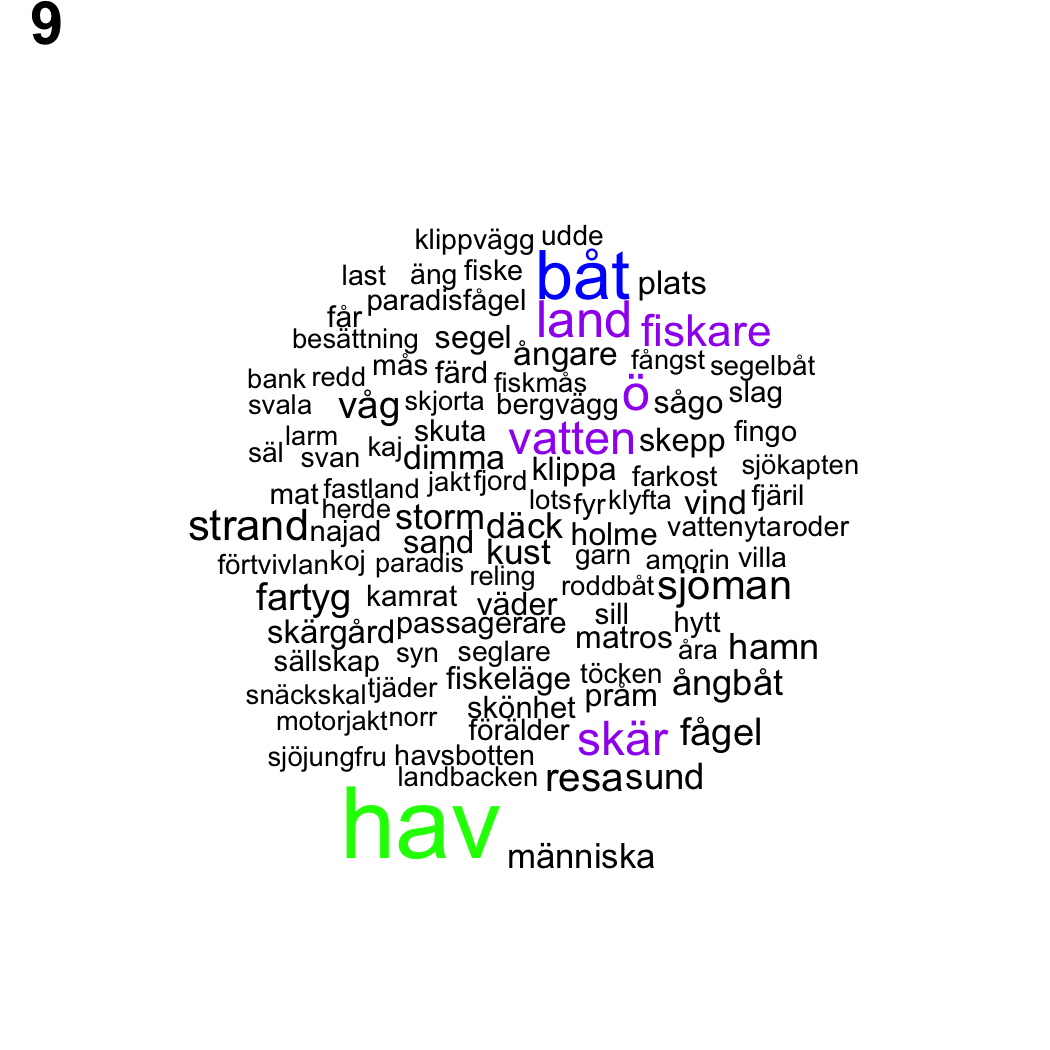 9
klippvägg udde
last äng fiske båt plats
får paradisfågel land fiskare
besättning segel ångare fångst segelbåt
bank redd mås färd fiskmås ö slag
svala våg skjorta bergvägg sågo
larm skuta vatten skepp fingo
säl svan kaj dimma klippa farkost sjökapten
mat fastland jakt fjord lots fyr klyfta vind fjäril
strand herde najad storm däck holme vattenyta roder
förtvivlan koj paradis sand kust garn amorin villa
reling roddbåt sjöman
fartyg kamrat väder sill hytt
skärgård passagerare matros åra hamn
sällskap syn seglare
snäckskal tjäder fiskeläge töcken pråm ångbåt
motorjakt norr skönhet
förälder skär fågel
sjöjungfru havsbotten
landbacken resa sund
hav människa